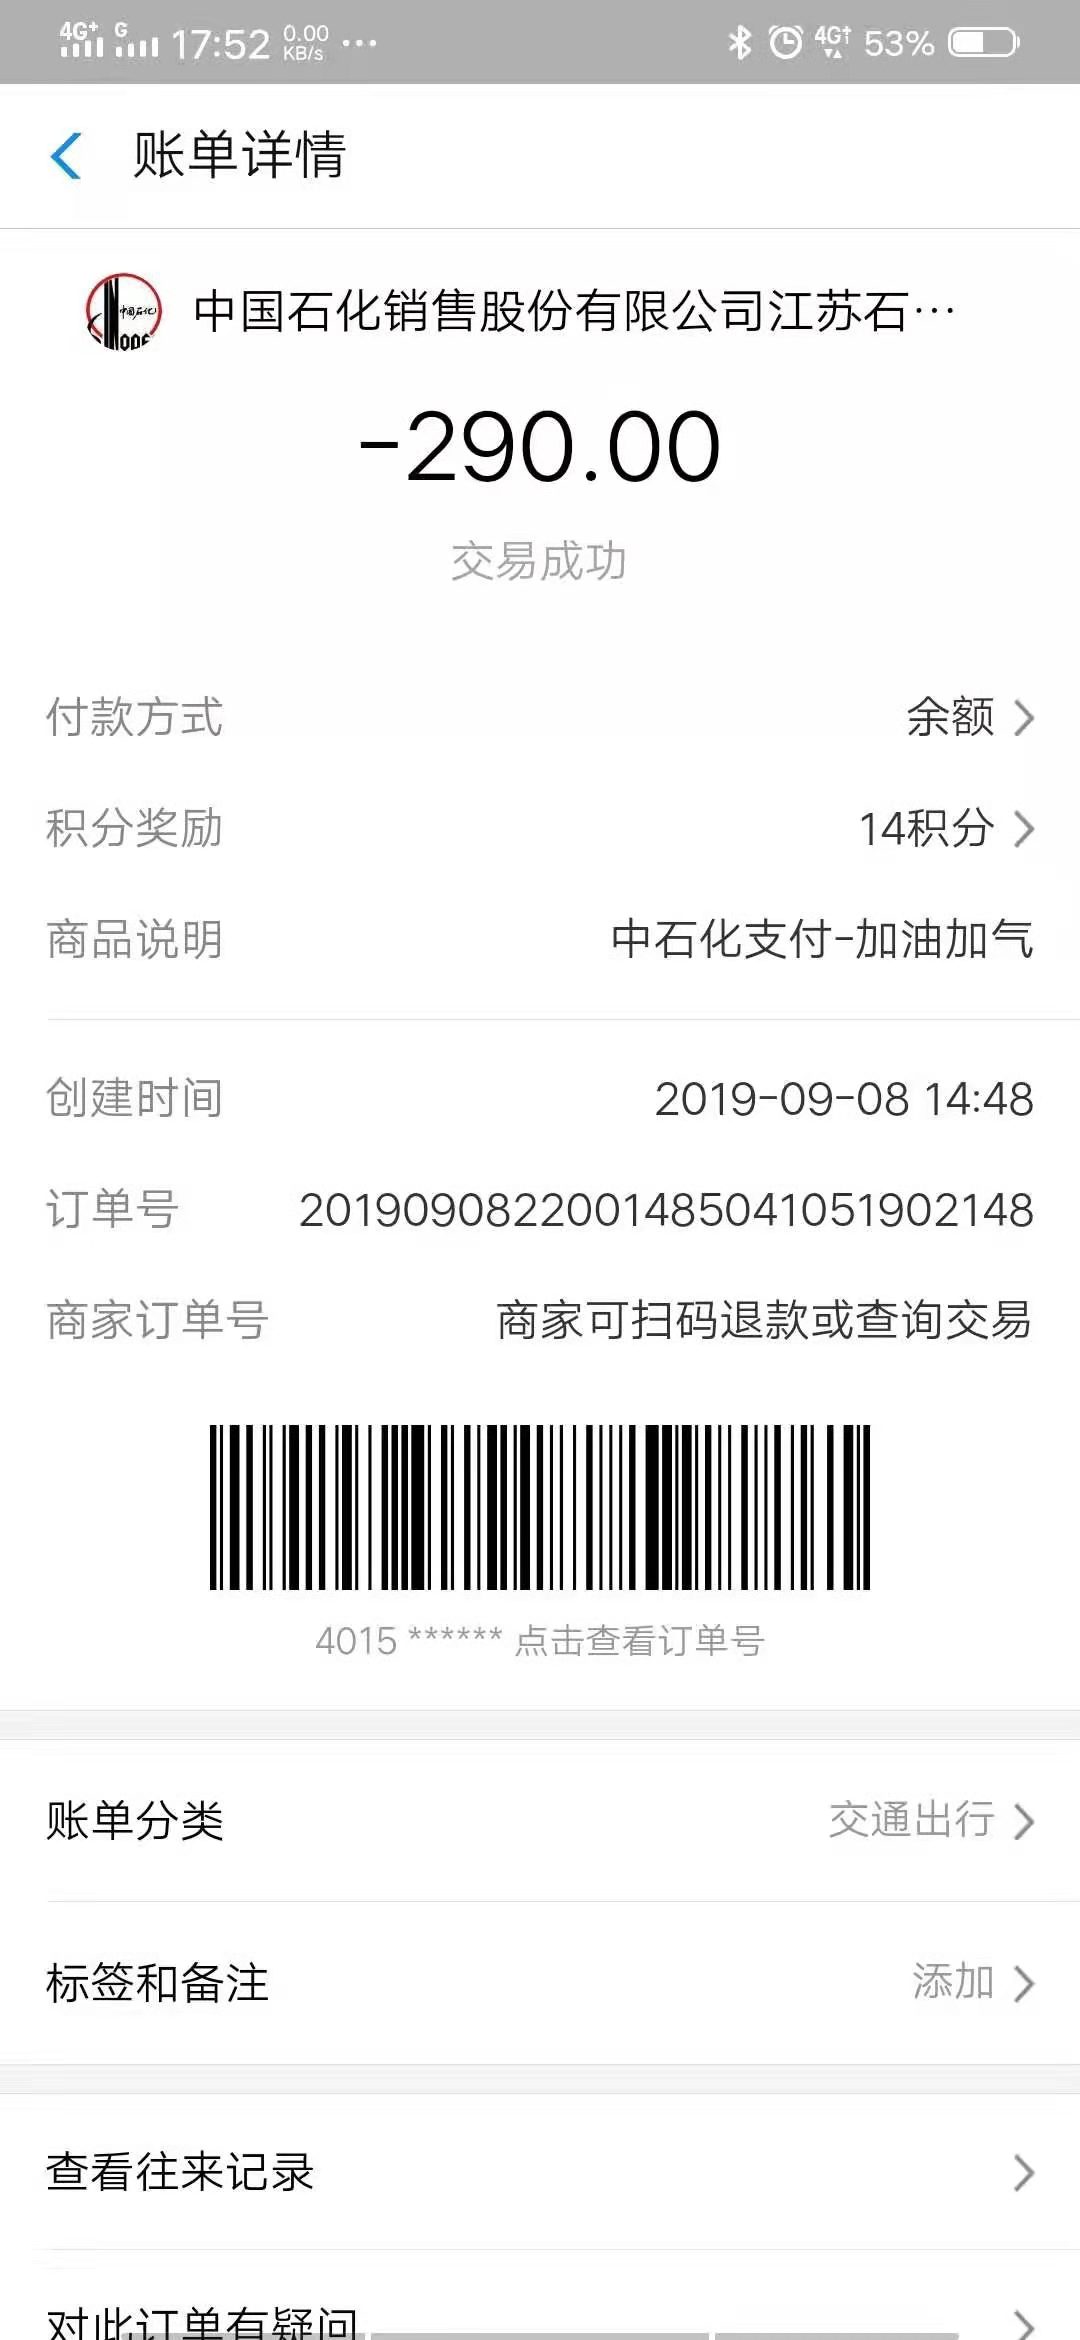 4G+ G 17:52 0.00 KB/s ··· 4G 53%
账单详情
中国石化销售股份有限公司江苏石···
-290.00
交易成功
付款方式 余额
积分奖励 14积分
商品说明 中石化支付-加油加气
创建时间 2019-09-08 14:48
订单号 2019090822001485041051902148
商家订单号 商家可扫码退款或查询交易
4015 ****** 点击查看订单号
账单分类 交通出行
标签和备注 添加
查看往来记录
对此订单有疑问